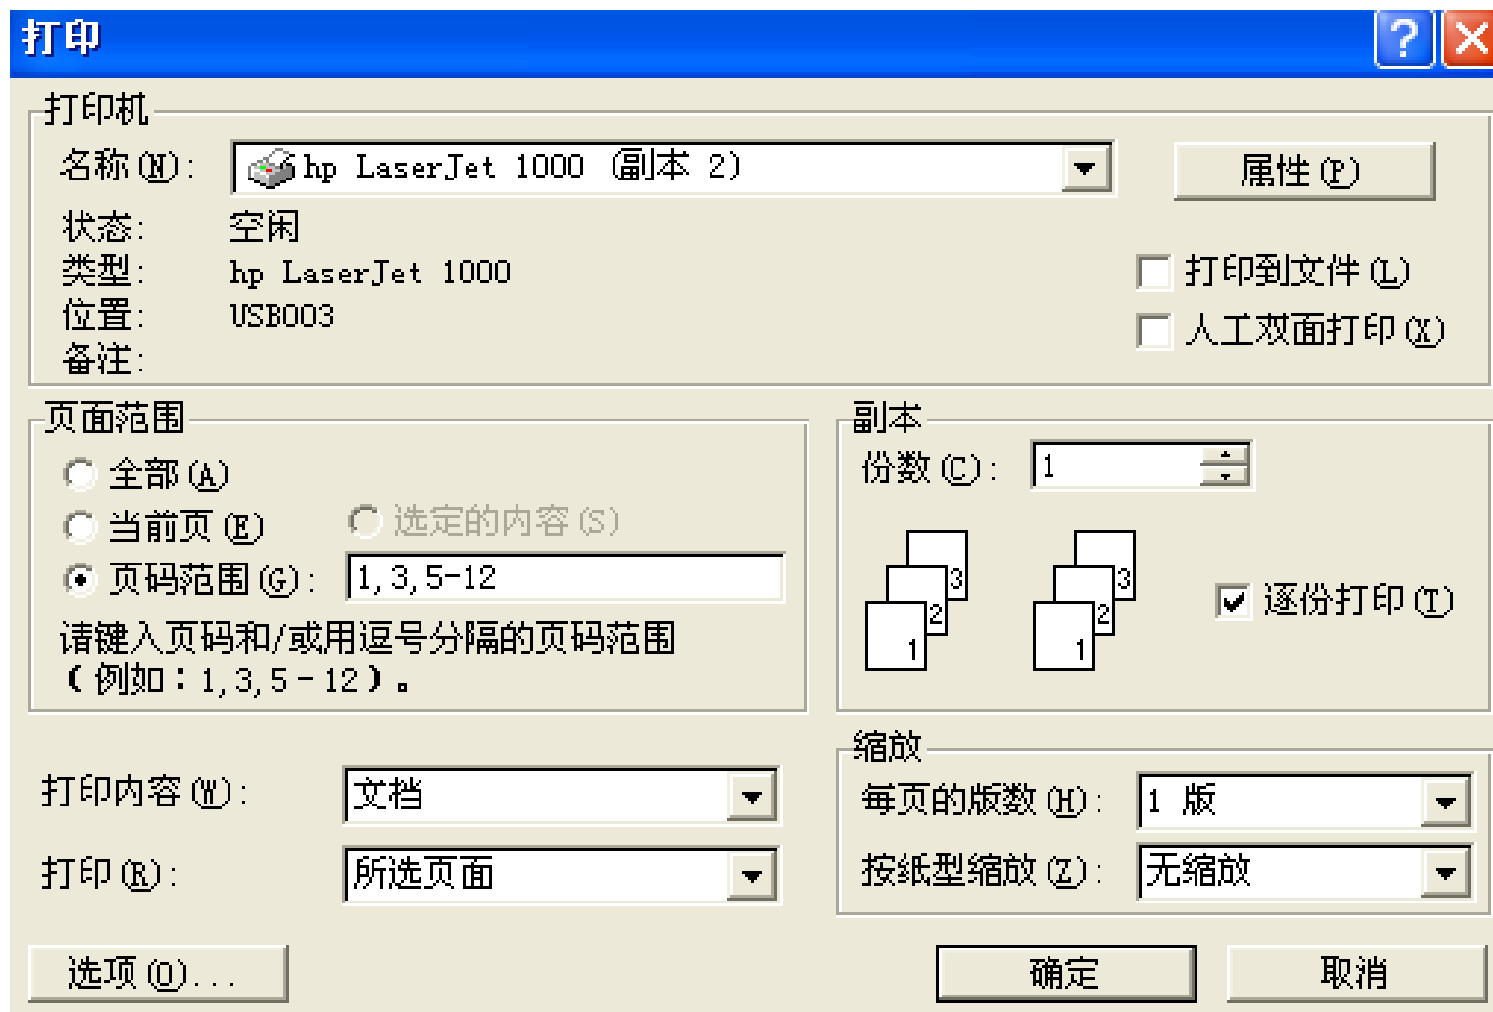 打印
打印机
名称(N): hp LaserJet 1000 (副本 2) 属性(P)
状态: 空闲
类型: hp LaserJet 1000 打印到文件(L)
位置: USB003 人工双面打印(X)
备注:
页面范围
全部(A)
当前页(E) 选定的内容(S)
页码范围(G): 1,3,5-12
请键入页码和/或用逗号分隔的页码范围
(例如:1,3,5-12)。
副本
份数(C): 1
3 2 1 3 2 1 逐份打印(T)
打印内容(W): 文档
打印(R): 所选页面
缩放
每页的版数(H): 1 版
按纸型缩放(Z): 无缩放
选项(O)... 确定 取消